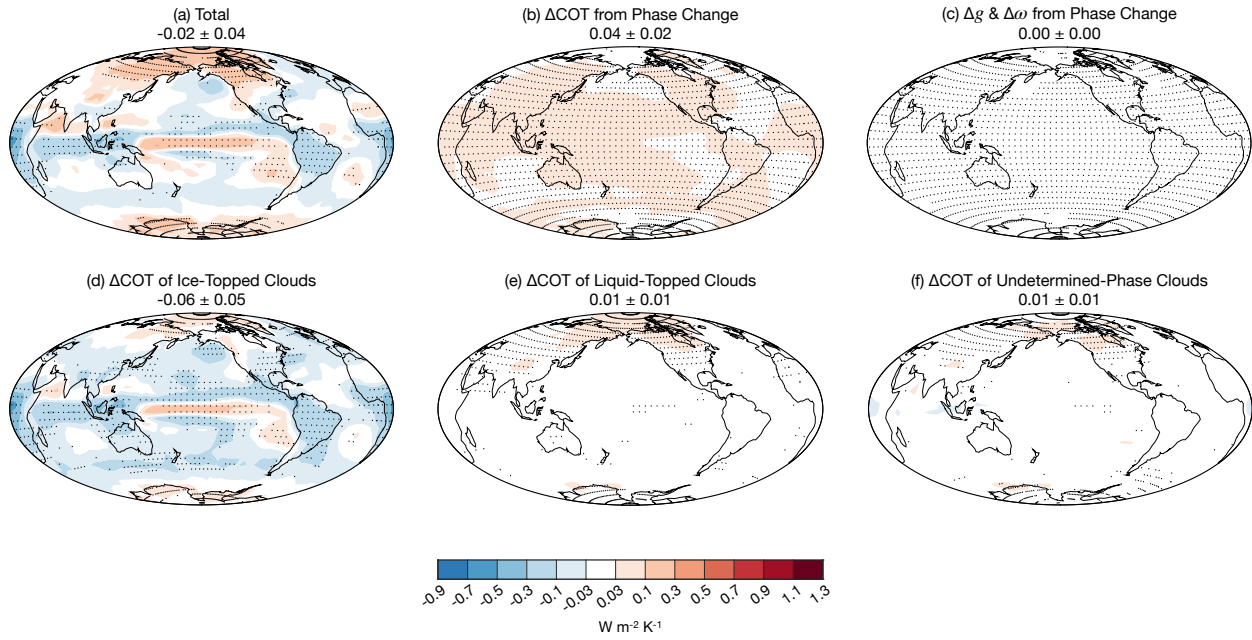 (a) Total
-0.02 ± 0.04
(b) ΔCOT from Phase Change
0.04 ± 0.02
(c) Δg & Δω from Phase Change
0.00 ± 0.00
(d) ΔCOT of Ice-Topped Clouds
-0.06 ± 0.05
(e) ΔCOT of Liquid-Topped Clouds
0.01 ± 0.01
(f) ΔCOT of Undetermined-Phase Clouds
0.01 ± 0.01
-0.9 -0.7 -0.5 -0.3 -0.1 -0.03 0.03 0.1 0.3 0.5 0.7 0.9 1.1 1.3
W m⁻² K⁻¹